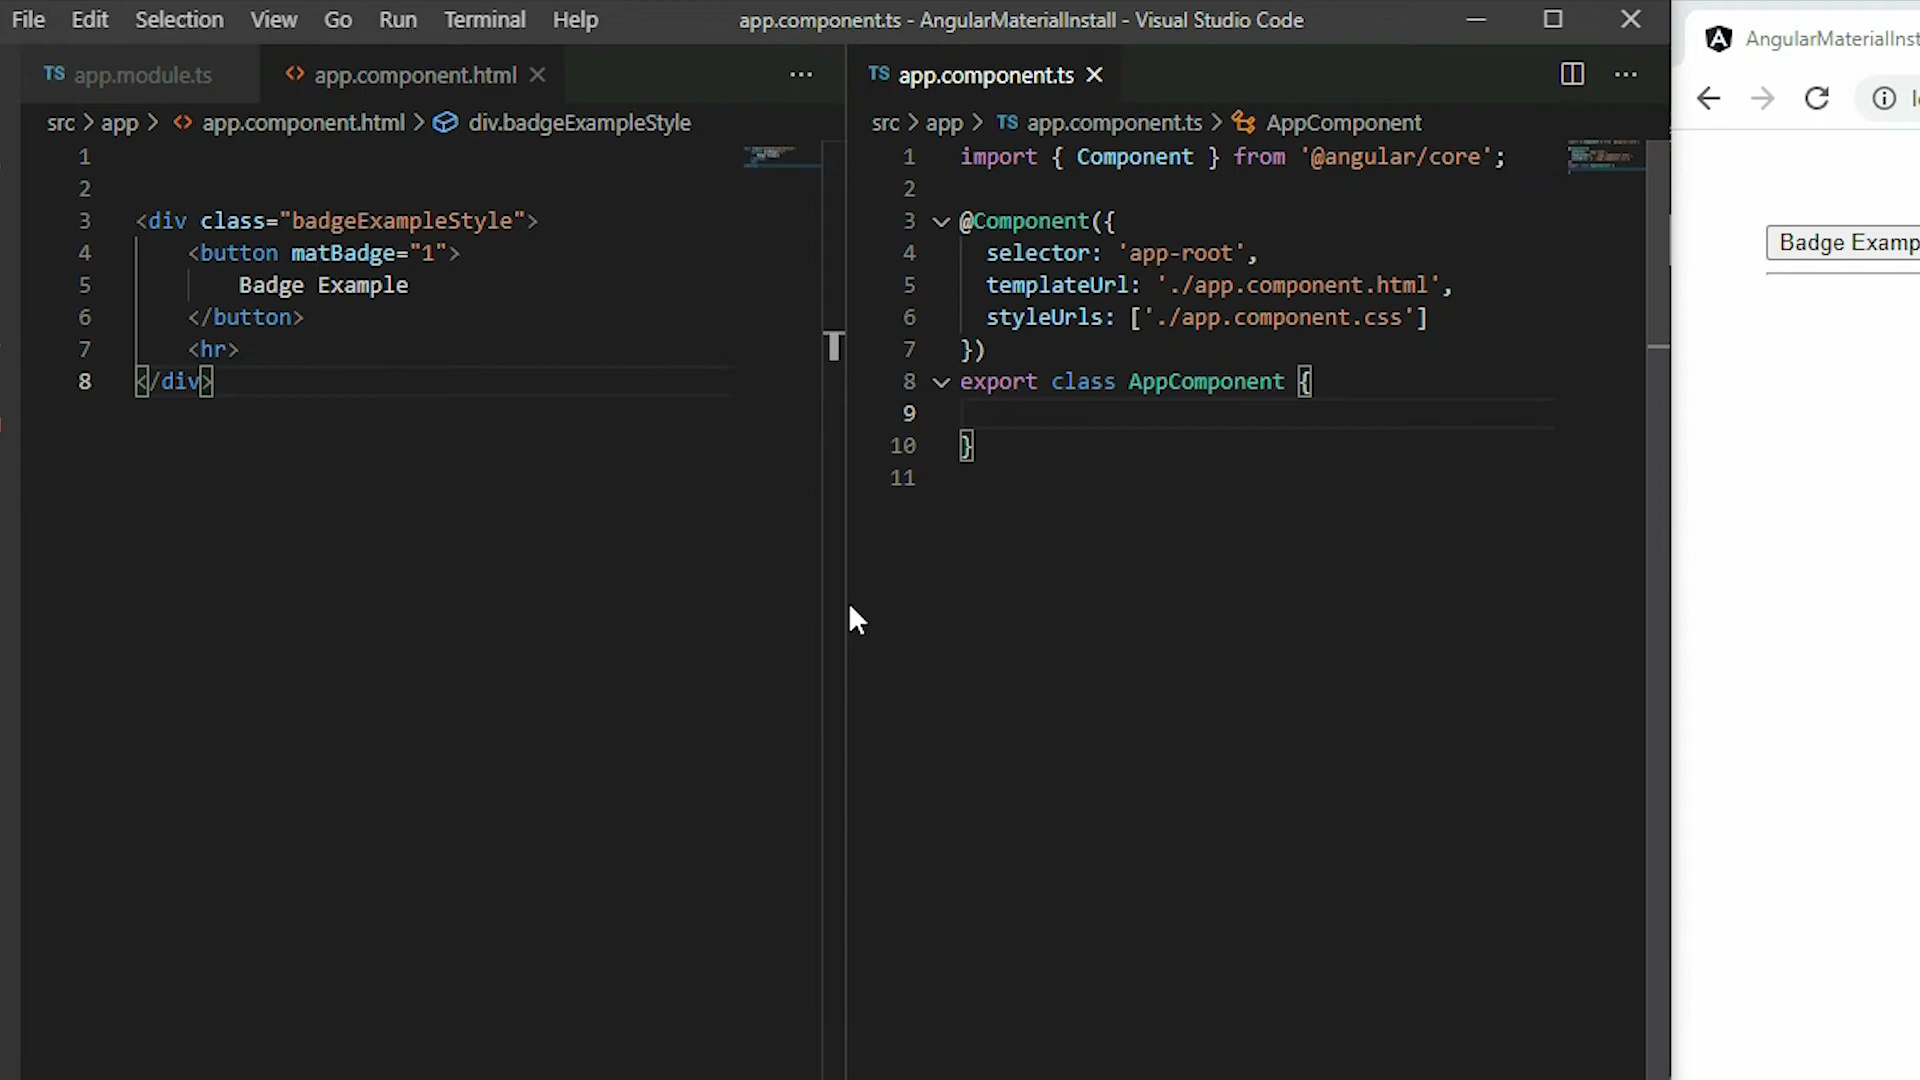 File Edit Selection View Go Run Terminal Help
app.component.ts - AngularMaterialInstall - Visual Studio Code
TS app.module.ts
<> app.component.html
src > app > <> app.component.html > div.badgeExampleStyle
1
2
3 <div class="badgeExampleStyle">
4 <button matBadge="1">
5 Badge Example
6 </button>
7 <hr>
8 </div>
TS app.component.ts
src > app > TS app.component.ts > AppComponent
1 import { Component } from '@angular/core';
2
3 @Component({
4 selector: 'app-root',
5 templateUrl: './app.component.html',
6 styleUrls: ['./app.component.css']
7 })
8 export class AppComponent {
9
10 }
11
AngularMaterialInst
Badge Examp